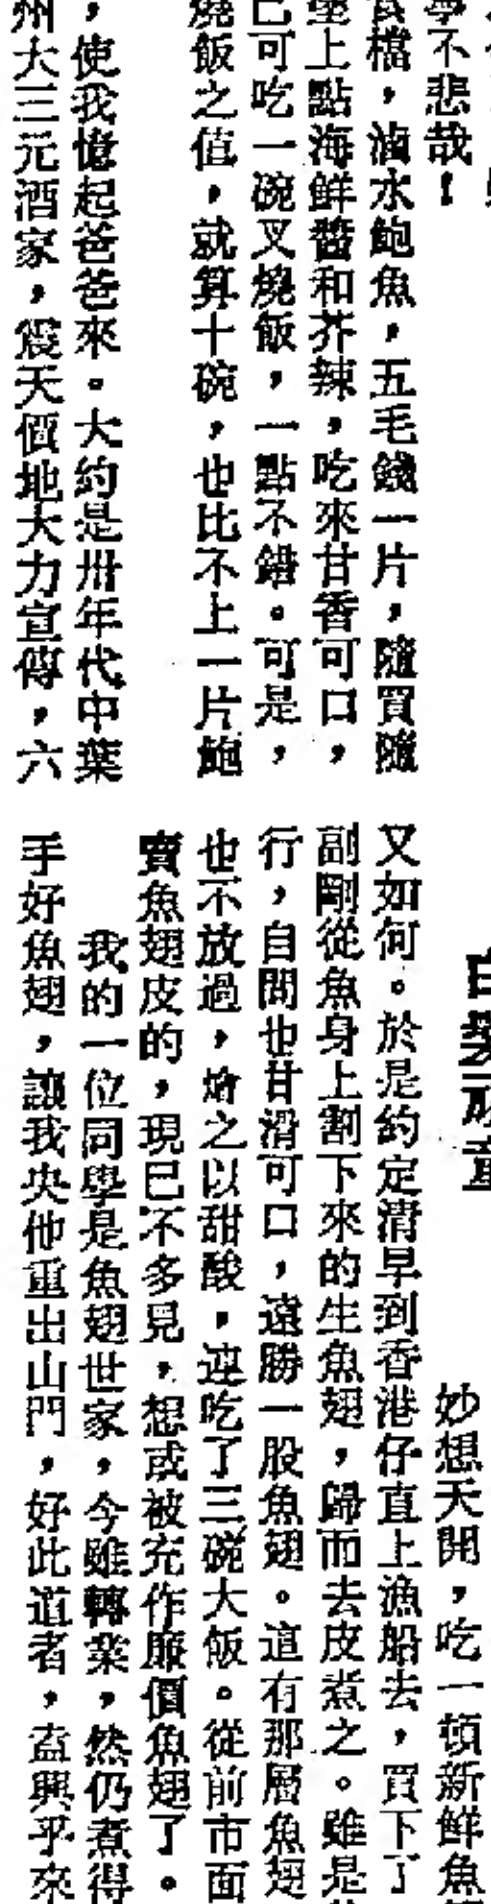 不悲哉！
檔，滷水鮑魚，五毛錢一片，隨買隨
上點海鮮醬和芥辣，吃來甘香可口，
已可吃一碗叉燒飯，一點不錯。可是，
燒飯之值，就算十碗，也比不上一片鮑
，使我憶起爸爸來。大約是卅年代中葉
州大三元酒家，震天價地大力宣傳，六
白髮頑童
妙想天開，吃一頓新鮮魚
又如何。於是約定清早到香港仔直上漁船去，買下了
副剛從魚身上割下來的生魚翅，歸而去皮煮之。雖是
行，自問也甘滑可口，遠勝一股魚翅。這有那層魚翅
也不放過，燴之以甜酸，連吃了三碗大飯。從前市面
賣魚翅皮的，現已不多見，想或被充作廉價魚翅了。
我的一位同學是魚翅世家，今雖轉業，然仍煮得
手好魚翅，讓我央他重出山門，好此道者，盍興乎來